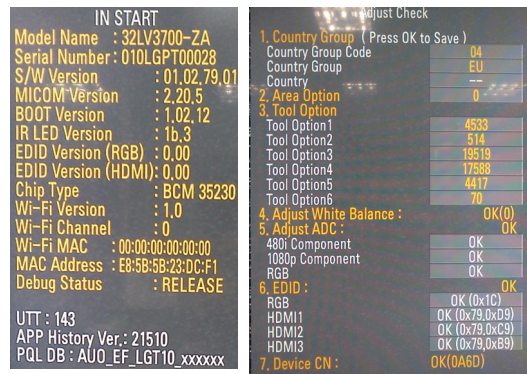 IN START
Model Name : 32LV3700-ZA
Serial Number : 010LGPT00028
S/W Version : 01.02.79.01
MICOM Version : 2.20.5
BOOT Version : 1.02.12
IR LED Version : 1b.3
EDID Version (RGB) : 0.00
EDID Version (HDMI): 0.00
Chip Type : BCM 35230
Wi-Fi Version : 1.0
Wi-Fi Channel : 0
Wi-Fi MAC : 00:00:00:00:00:00
MAC Address : E8:5B:5B:23:DC:F1
Debug Status : RELEASE
UTT : 143
APP History Ver.: 21510
PQL DB : AUO_EF_LGT10_xxxxxx
Adjust Check
1. Country Group ( Press OK to Save )
Country Group Code 04
Country Group EU
Country --
2. Area Option 0
3. Tool Option
Tool Option1 4533
Tool Option2 514
Tool Option3 19519
Tool Option4 17588
Tool Option5 4417
Tool Option6 70
4. Adjust White Balance : OK(0)
5. Adjust ADC : OK
480i Component OK
1080p Component OK
RGB OK
6. EDID : OK
RGB OK (0x1C)
HDMI1 OK (0x79,0xD9)
HDMI2 OK (0x79,0xC9)
HDMI3 OK (0x79,0xB9)
7. Device CN : OK(0A6D)